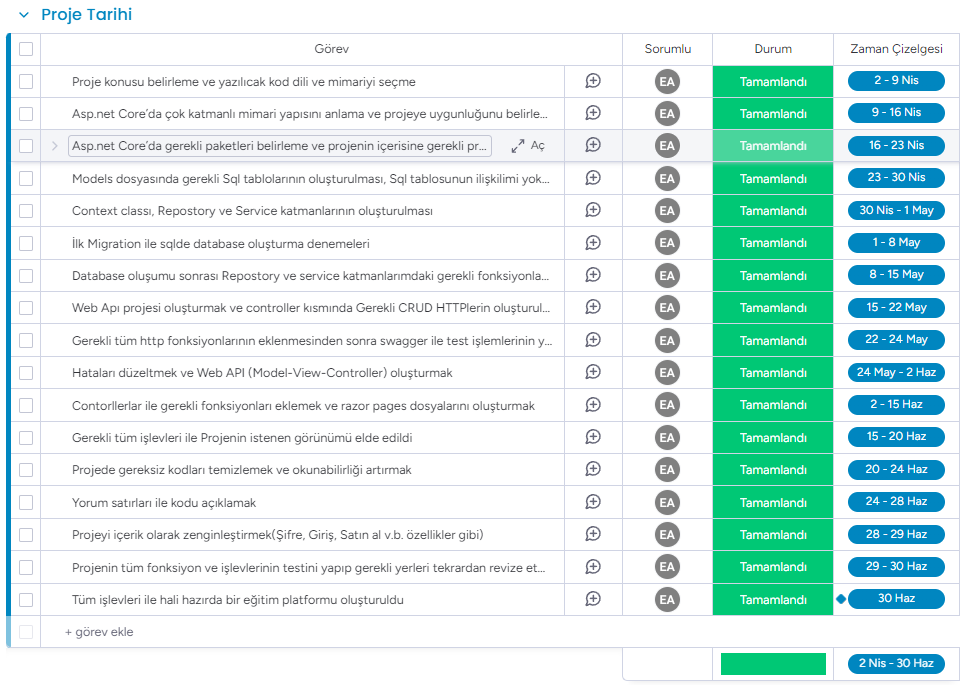 Proje Tarihi
Görev Sorumlu Durum Zaman Çizelgesi
Proje konusu belirleme ve yazılıcak kod dili ve mimariyi seçme EA Tamamlandı 2 - 9 Nis
Asp.net Core’da çok katmanlı mimari yapısını anlama ve projeye uygunluğunu belirle... EA Tamamlandı 9 - 16 Nis
Asp.net Core’da gerekli paketleri belirleme ve projenin içerisine gerekli pr... Aç EA Tamamlandı 16 - 23 Nis
Models dosyasında gerekli Sql tablolarının oluşturulması, Sql tablosunun ilişkilimi yok... EA Tamamlandı 23 - 30 Nis
Context classı, Repostory ve Service katmanlarının oluşturulması EA Tamamlandı 30 Nis - 1 May
İlk Migration ile sqlde database oluşturma denemeleri EA Tamamlandı 1 - 8 May
Database oluşumu sonrası Repostory ve service katmanlarımdaki gerekli fonksiyonla... EA Tamamlandı 8 - 15 May
Web Apı projesi oluşturmak ve controller kısmında Gerekli CRUD HTTPlerin oluşturul... EA Tamamlandı 15 - 22 May
Gerekli tüm http fonksiyonlarının eklenmesinden sonra swagger ile test işlemlerinin y... EA Tamamlandı 22 - 24 May
Hataları düzeltmek ve Web API (Model-View-Controller) oluşturmak EA Tamamlandı 24 May - 2 Haz
Contorllerlar ile gerekli fonksiyonları eklemek ve razor pages dosyalarını oluşturmak EA Tamamlandı 2 - 15 Haz
Gerekli tüm işlevleri ile Projenin istenen görünümü elde edildi EA Tamamlandı 15 - 20 Haz
Projede gereksiz kodları temizlemek ve okunabilirliği artırmak EA Tamamlandı 20 - 24 Haz
Yorum satırları ile kodu açıklamak EA Tamamlandı 24 - 28 Haz
Projeyi içerik olarak zenginleştirmek(Şifre, Giriş, Satın al v.b. özellikler gibi) EA Tamamlandı 28 - 29 Haz
Projenin tüm fonksiyon ve işlevlerinin testini yapıp gerekli yerleri tekrardan revize et... EA Tamamlandı 29 - 30 Haz
Tüm işlevleri ile hali hazırda bir eğitim platformu oluşturuldu EA Tamamlandı 30 Haz
+ görev ekle
2 Nis - 30 Haz